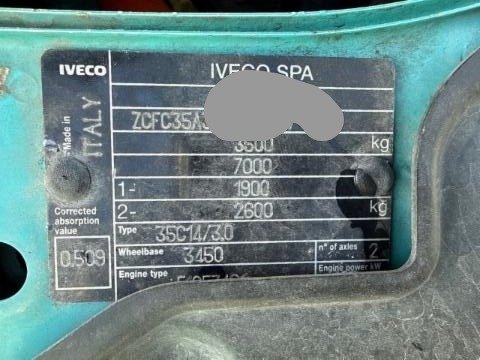 IVECO
IVECO SPA
Made in
ITALY
ZCFC35A
3500 kg
7000
1- 1900
2- 2600 kg
Corrected
absorption
value
0.509
Type 35C14/3.0
Wheelbase 3450
n° of axles 2
Engine type
Engine power kW